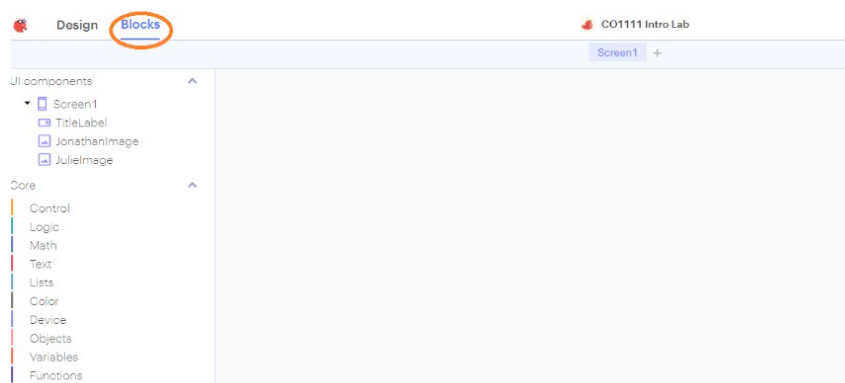 Design Blocks CO1111 Intro Lab
Screen1 +
UI components
Screen1
TitleLabel
JonathanImage
JulieImage
Core
Control
Logic
Math
Text
Lists
Color
Device
Objects
Variables
Functions